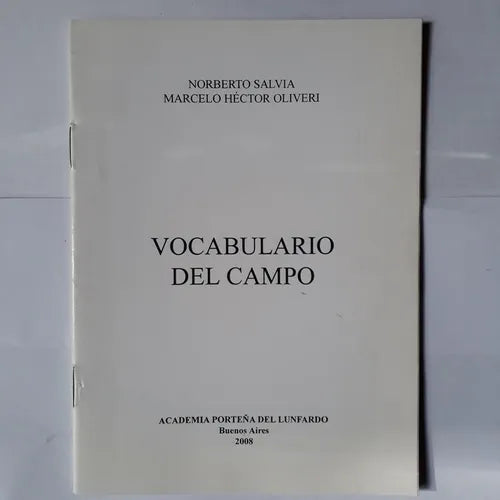 NORBERTO SALVIA
MARCELO HÉCTOR OLIVERI
VOCABULARIO
DEL CAMPO
ACADEMIA PORTEÑA DEL LUNFARDO
Buenos Aires
2008